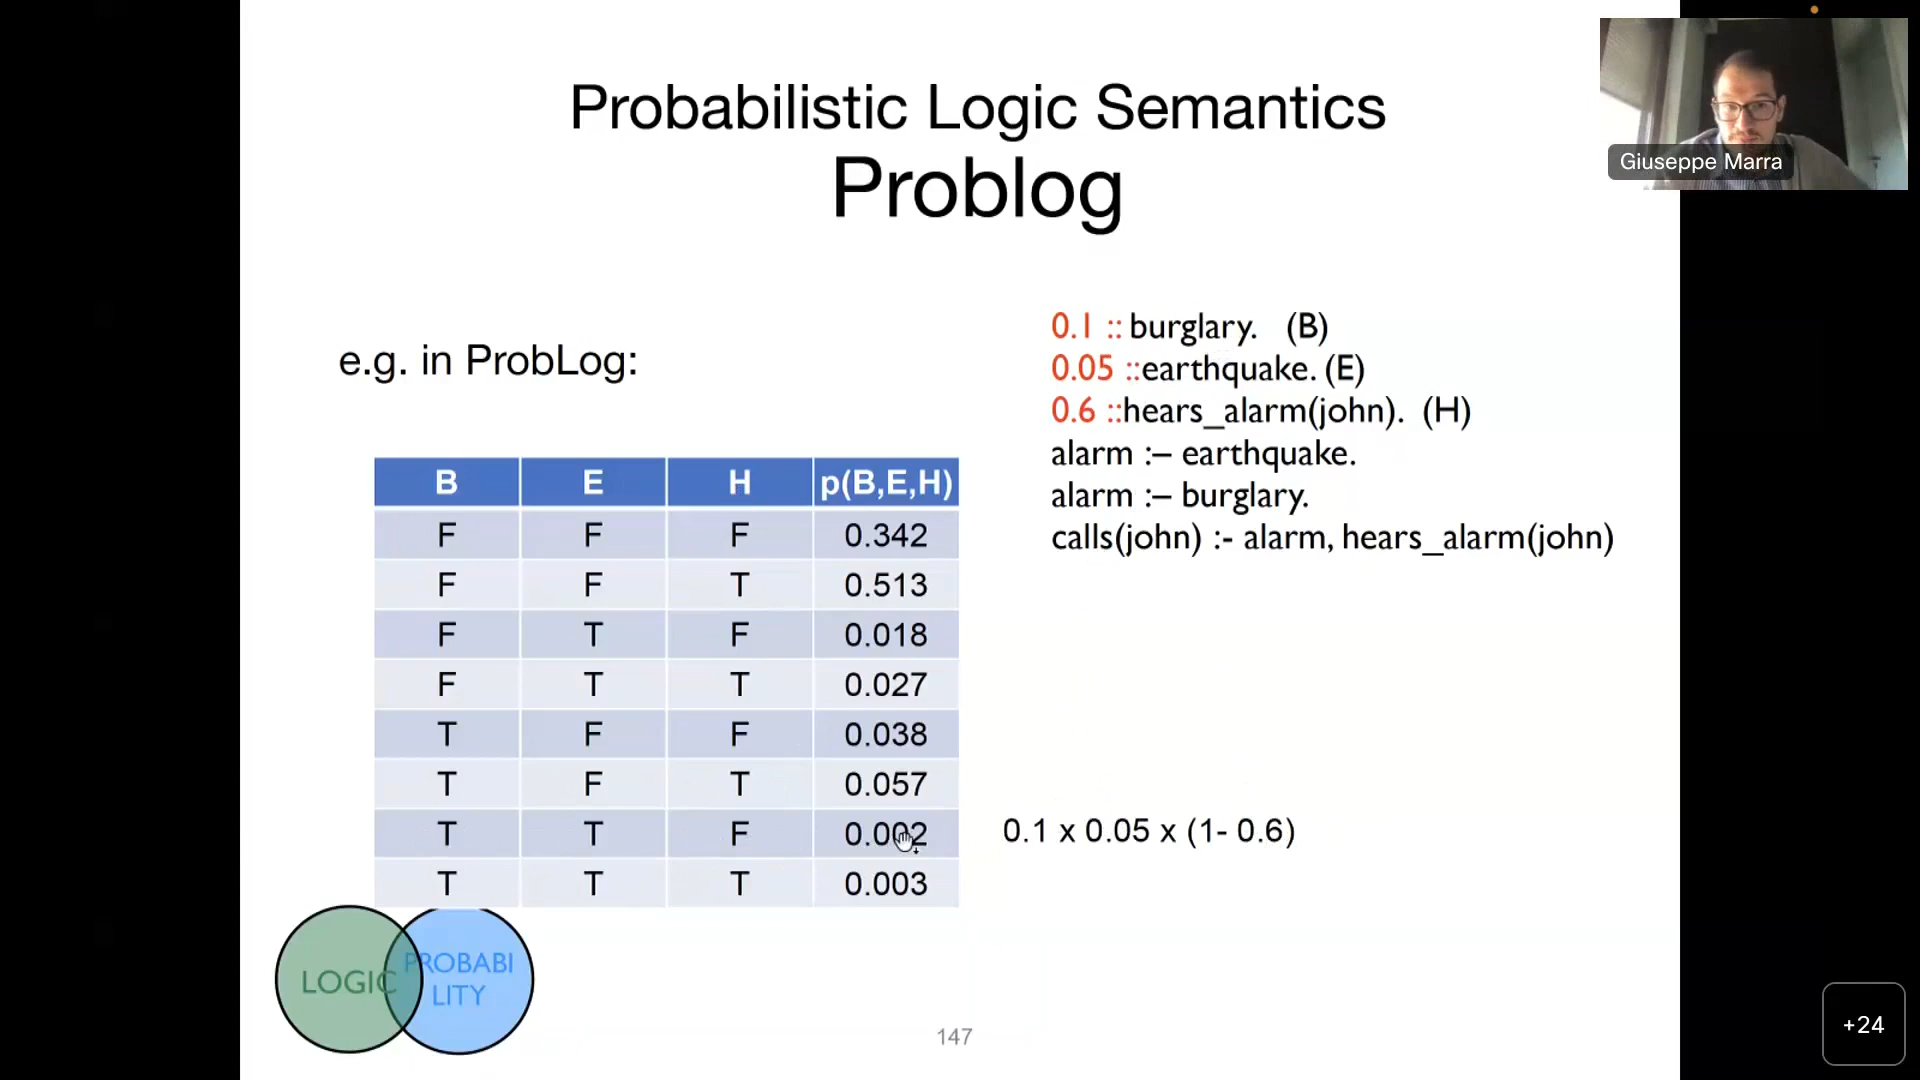 Probabilistic Logic Semantics
Problog
Giuseppe Marra
e.g. in ProbLog:
0.1 :: burglary. (B)
0.05 ::earthquake. (E)
0.6 ::hears_alarm(john). (H)
alarm :– earthquake.
alarm :– burglary.
calls(john) :- alarm, hears_alarm(john)
B E H p(B,E,H)
F F F 0.342
F F T 0.513
F T F 0.018
F T T 0.027
T F F 0.038
T F T 0.057
T T F 0.002
T T T 0.003
0.1 x 0.05 x (1- 0.6)
LOGIC
PROBABI
LITY
147
+24